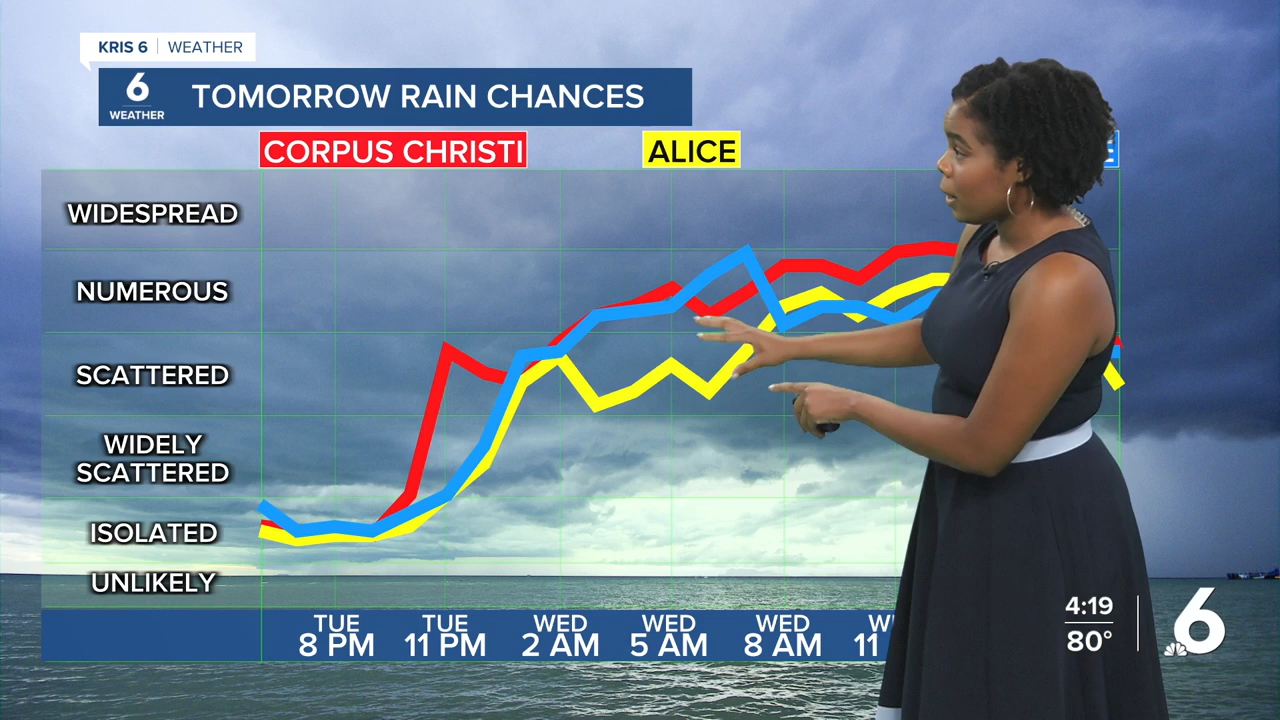 KRIS 6 | WEATHER
6
WEATHER
TOMORROW RAIN CHANCES
CORPUS CHRISTI
ALICE
WIDESPREAD
NUMEROUS
SCATTERED
WIDELY
SCATTERED
ISOLATED
UNLIKELY
TUE
8 PM
TUE
11 PM
WED
2 AM
WED
5 AM
WED
8 AM
11
4:19
80°
6